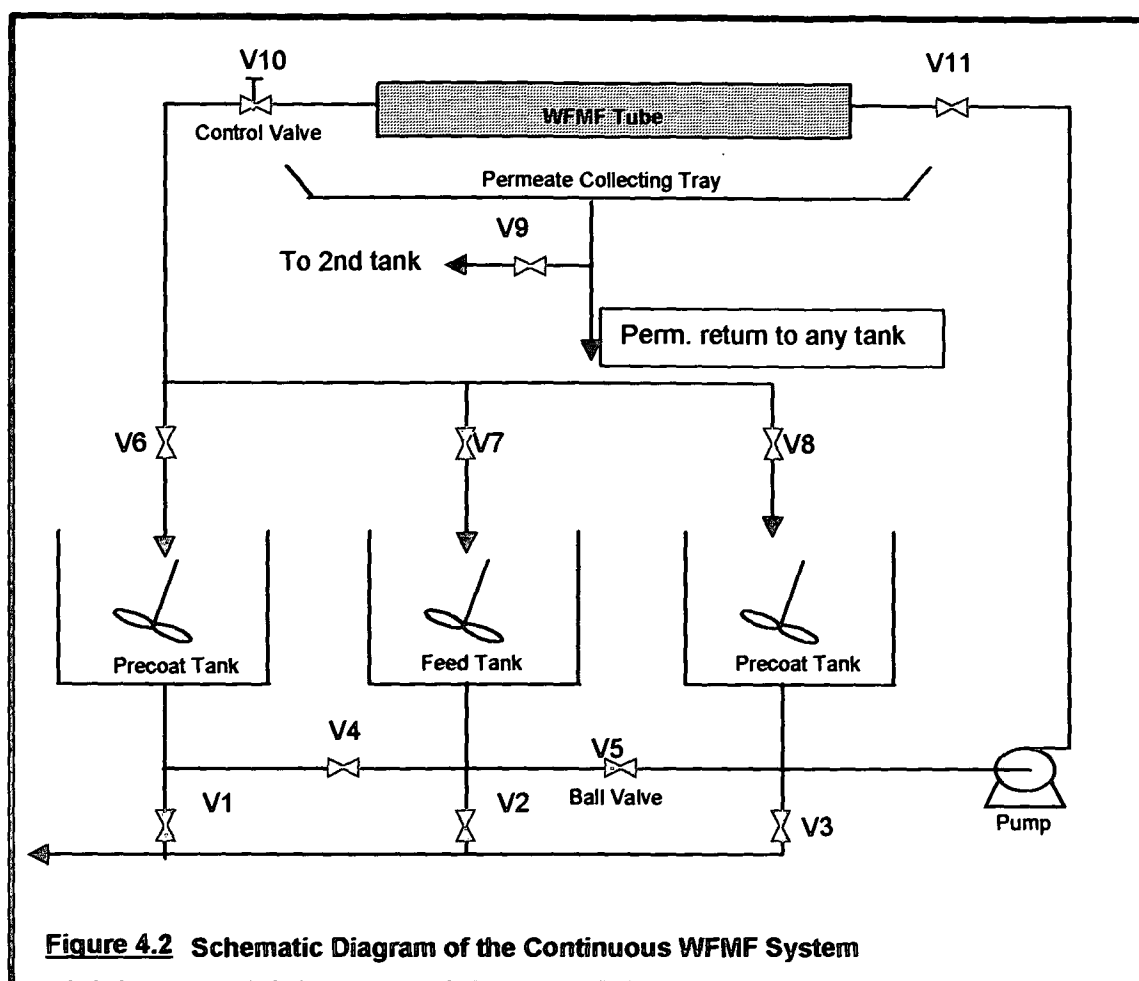 V10
V11
Control Valve
WFMF Tube
Permeate Collecting Tray
V9
To 2nd tank
Perm. return to any tank
V6
V7
V8
Precoat Tank
Feed Tank
Precoat Tank
V4
V5
Ball Valve
V1
V2
V3
Pump
Figure 4.2 Schematic Diagram of the Continuous WFMF System